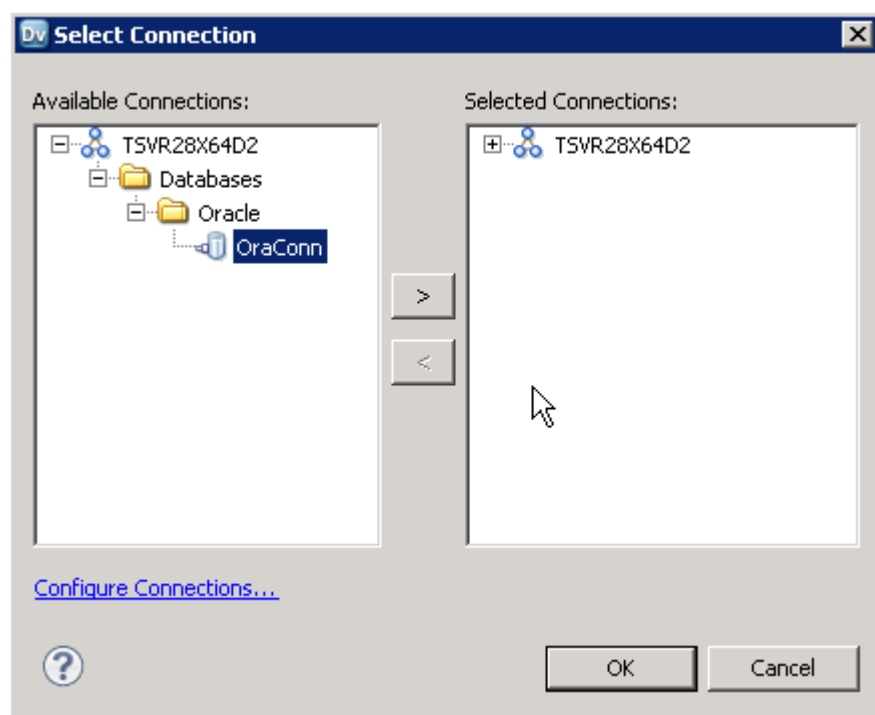 Dv Select Connection
Available Connections:
Selected Connections:
TSVR28X64D2
Databases
Oracle
OraConn
TSVR28X64D2
>
<
Configure Connections...
?
OK
Cancel